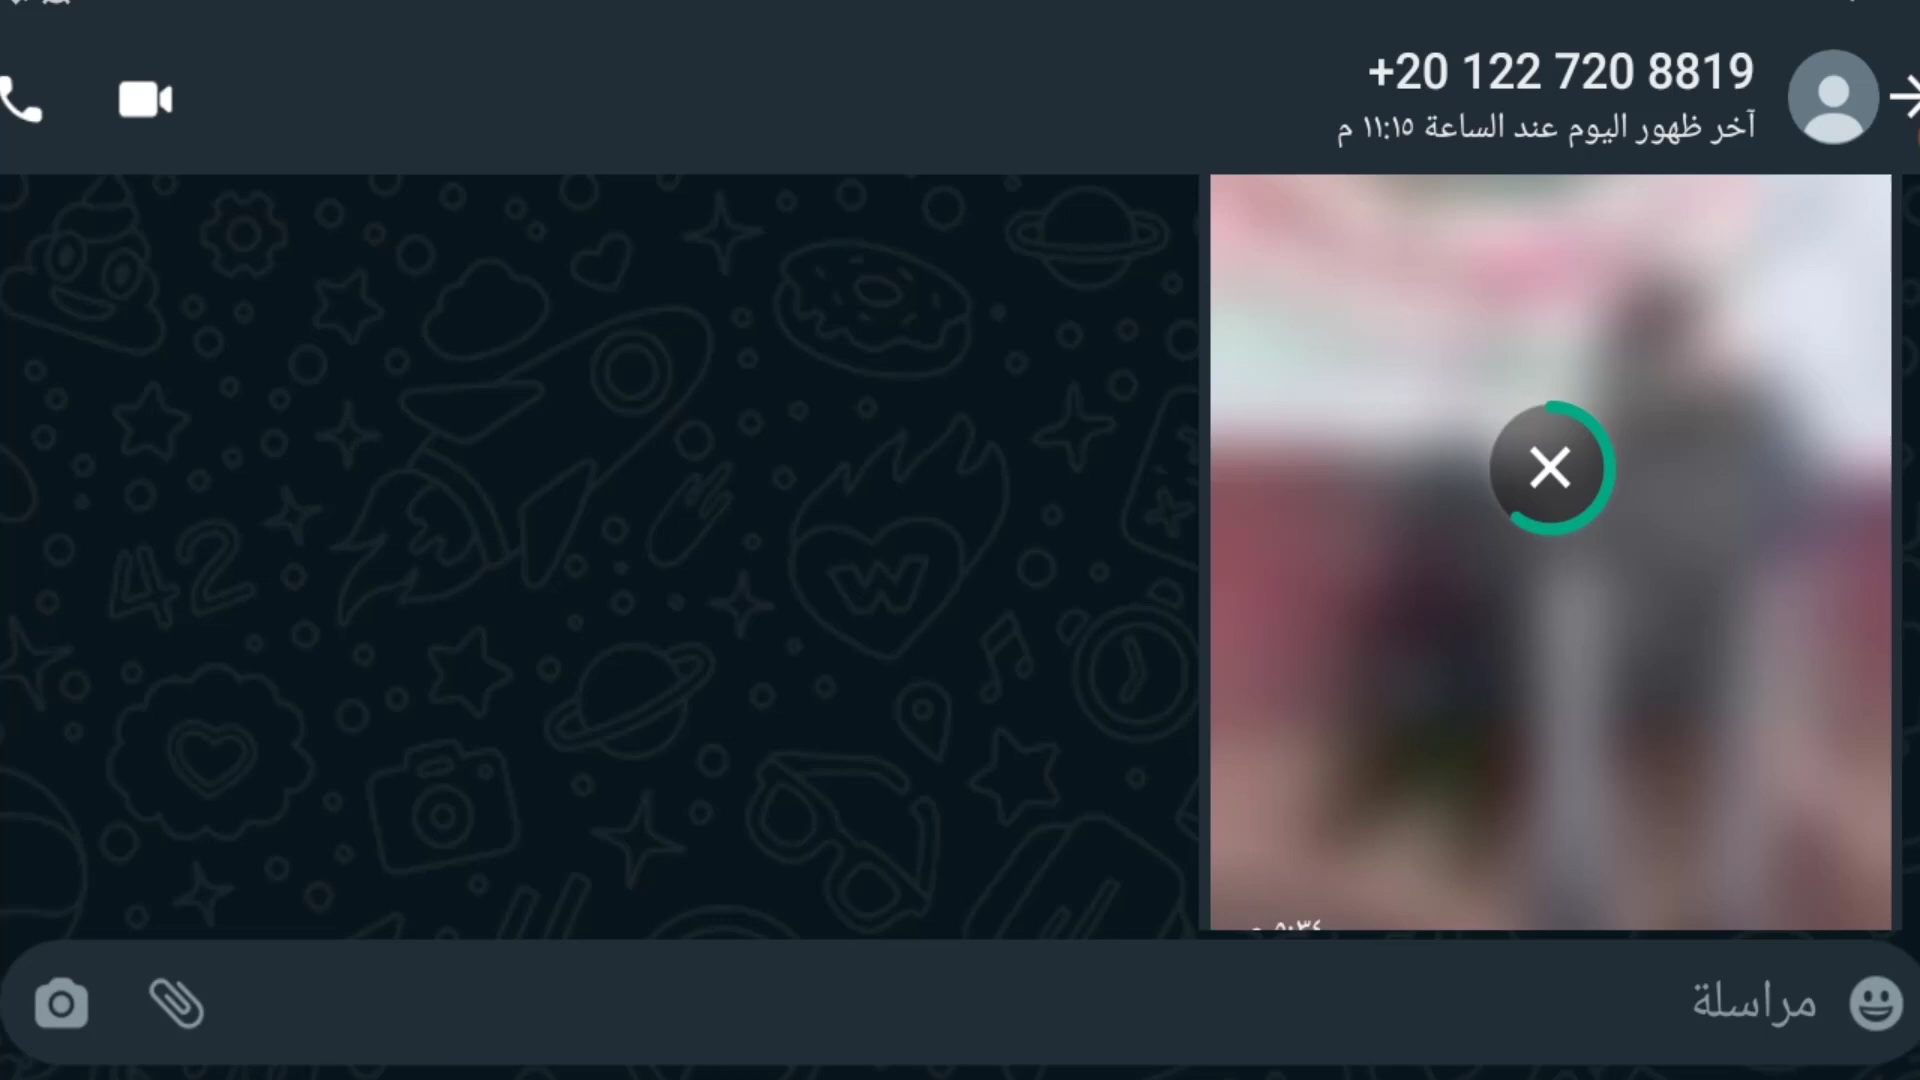 +20 122 720 8819
آخر ظهور اليوم عند الساعة ١١:١٥ م
مراسلة